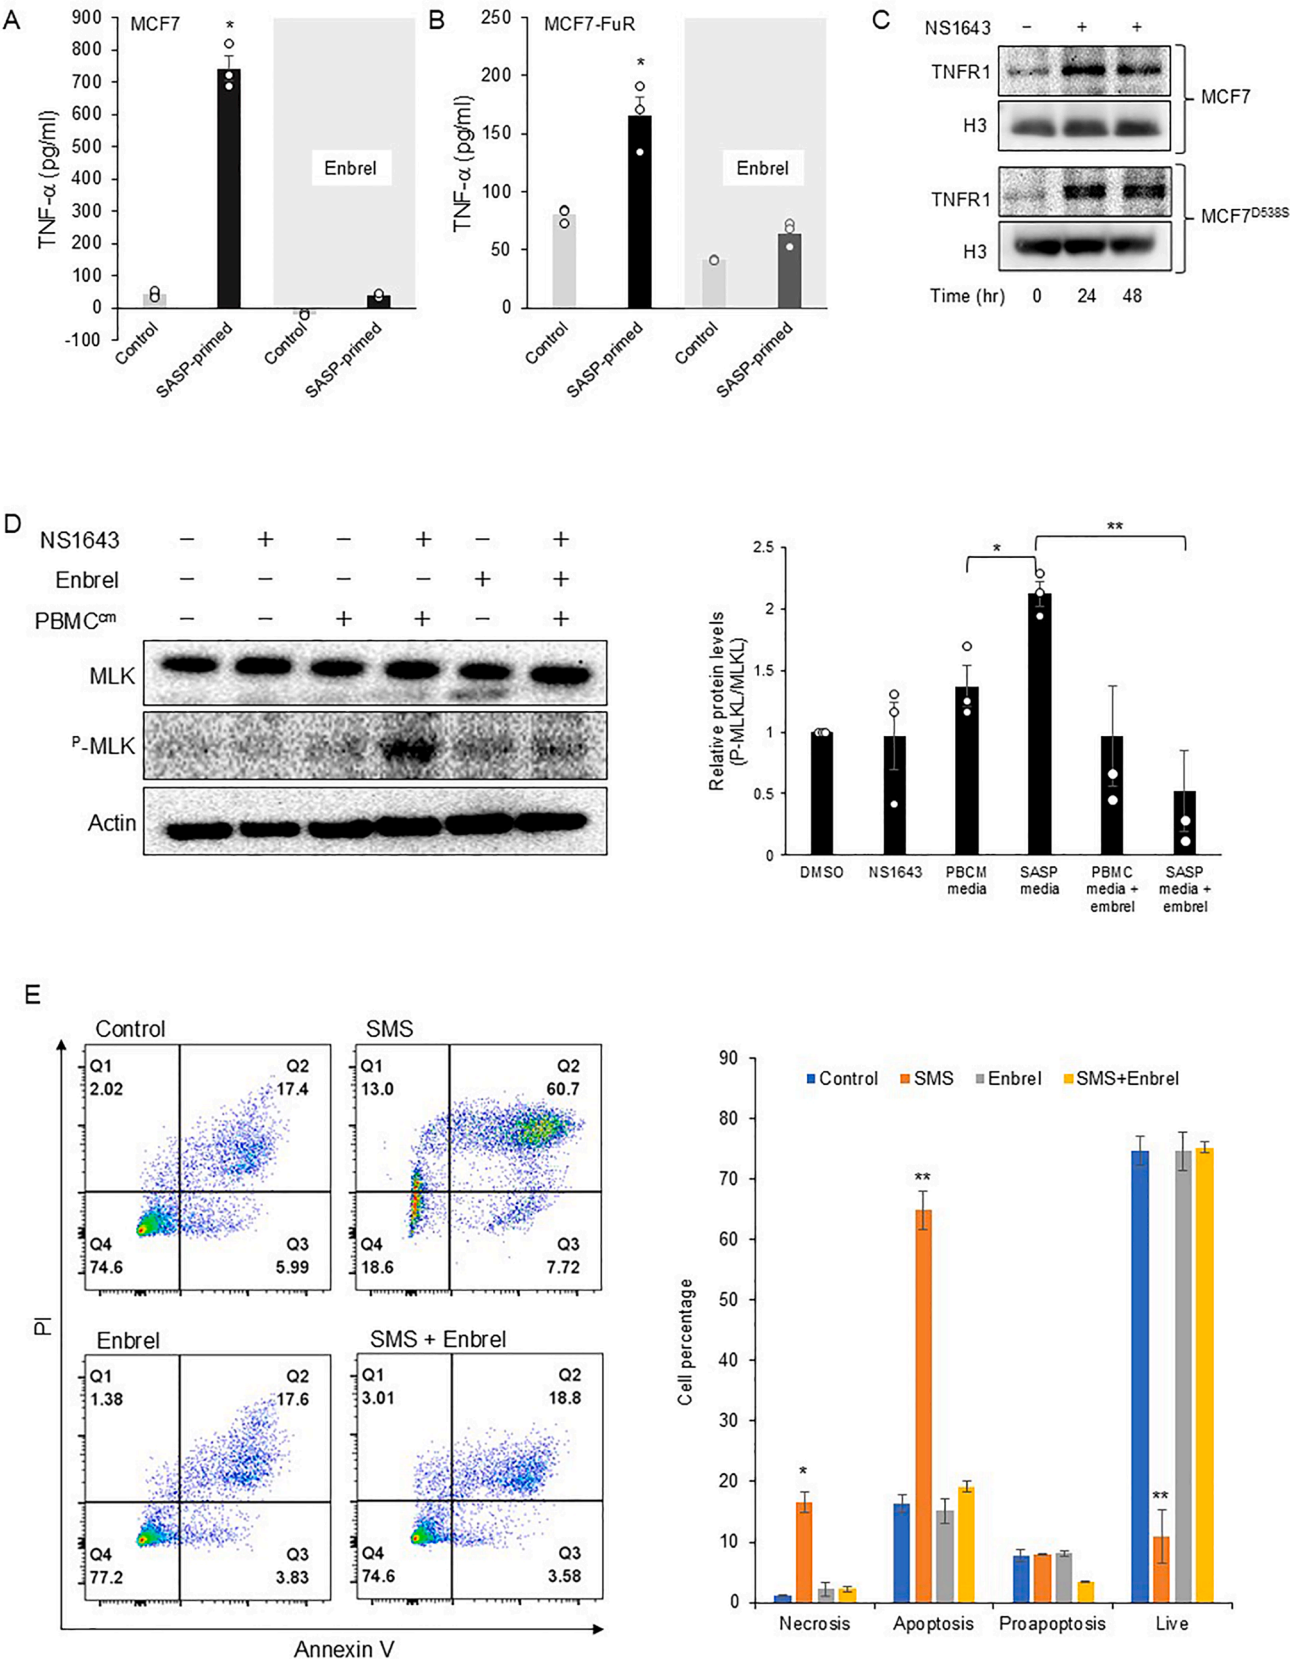 A
MCF7
900
800
700
600
500
400
300
200
100
0
-100
TNF-α (pg/ml)
*
Enbrel
Control
SASP-primed
Control
SASP-primed
B
MCF7-FuR
250
200
150
100
50
0
TNF-α (pg/ml)
*
Enbrel
Control
SASP-primed
Control
SASP-primed
C
NS1643 − + +
TNFR1
H3
MCF7
TNFR1
H3
MCF7D538S
Time (hr) 0 24 48
D
NS1643 − + − + − +
Enbrel − − − − + +
PBMCcm − − + + − +
MLK
P-MLK
Actin
Relative protein levels
(P-MLKL/MLKL)
2.5
2
1.5
1
0.5
0
*
**
DMSO
NS1643
PBCM
media
SASP
media
PBMC
media +
embrel
SASP
media +
embrel
E
Control
Q1
2.02
Q2
17.4
Q4
74.6
Q3
5.99
SMS
Q1
13.0
Q2
60.7
Q4
18.6
Q3
7.72
Enbrel
Q1
1.38
Q2
17.6
Q4
77.2
Q3
3.83
SMS + Enbrel
Q1
3.01
Q2
18.8
Q4
74.6
Q3
3.58
PI
Annexin V
Cell percentage
90
80
70
60
50
40
30
20
10
0
Control SMS Enbrel SMS+Enbrel
*
**
**
Necrosis Apoptosis Proapoptosis Live